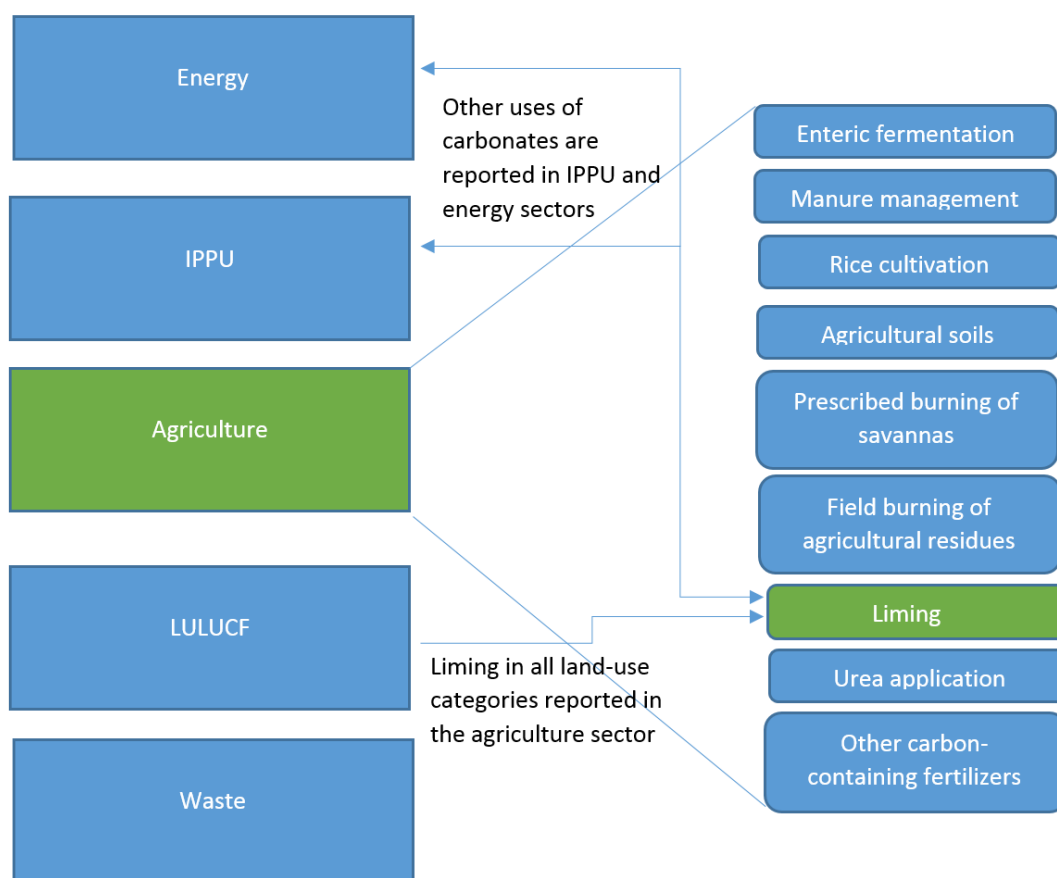 Energy
IPPU
Agriculture
LULUCF
Waste
Other uses of
carbonates are
reported in IPPU and
energy sectors
Liming in all land-use
categories reported in
the agriculture sector
Enteric fermentation
Manure management
Rice cultivation
Agricultural soils
Prescribed burning of
savannas
Field burning of
agricultural residues
Liming
Urea application
Other carbon-
containing fertilizers